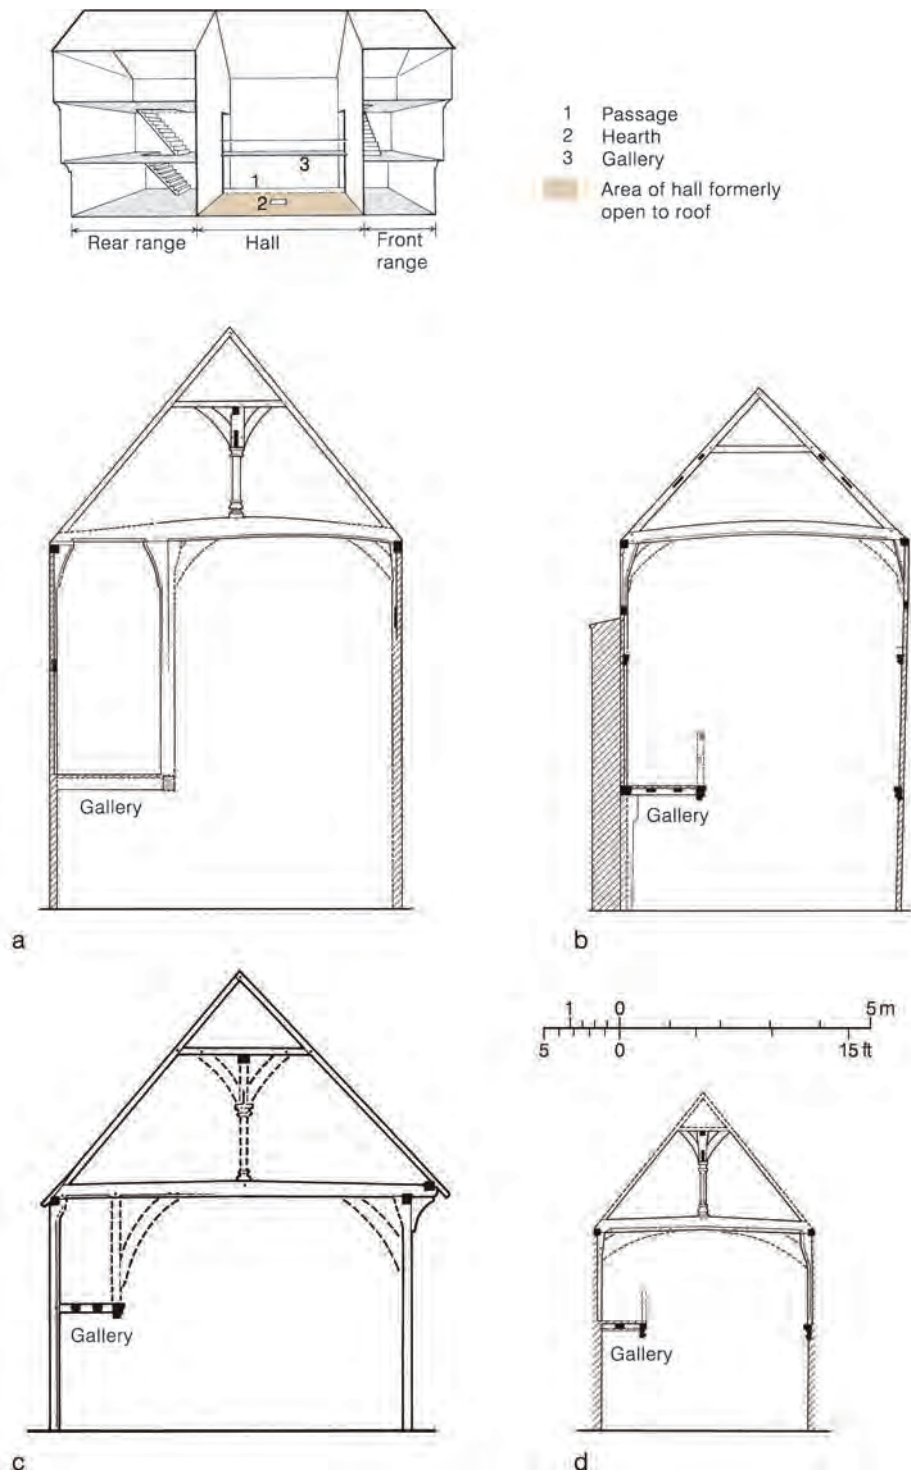 1 Passage
2 Hearth
3 Gallery
Area of hall formerly
open to roof
3
1
2
Rear range
Hall
Front
range
Gallery
a
Gallery
b
1 0 5 m
5 0 15 ft
Gallery
c
Gallery
d